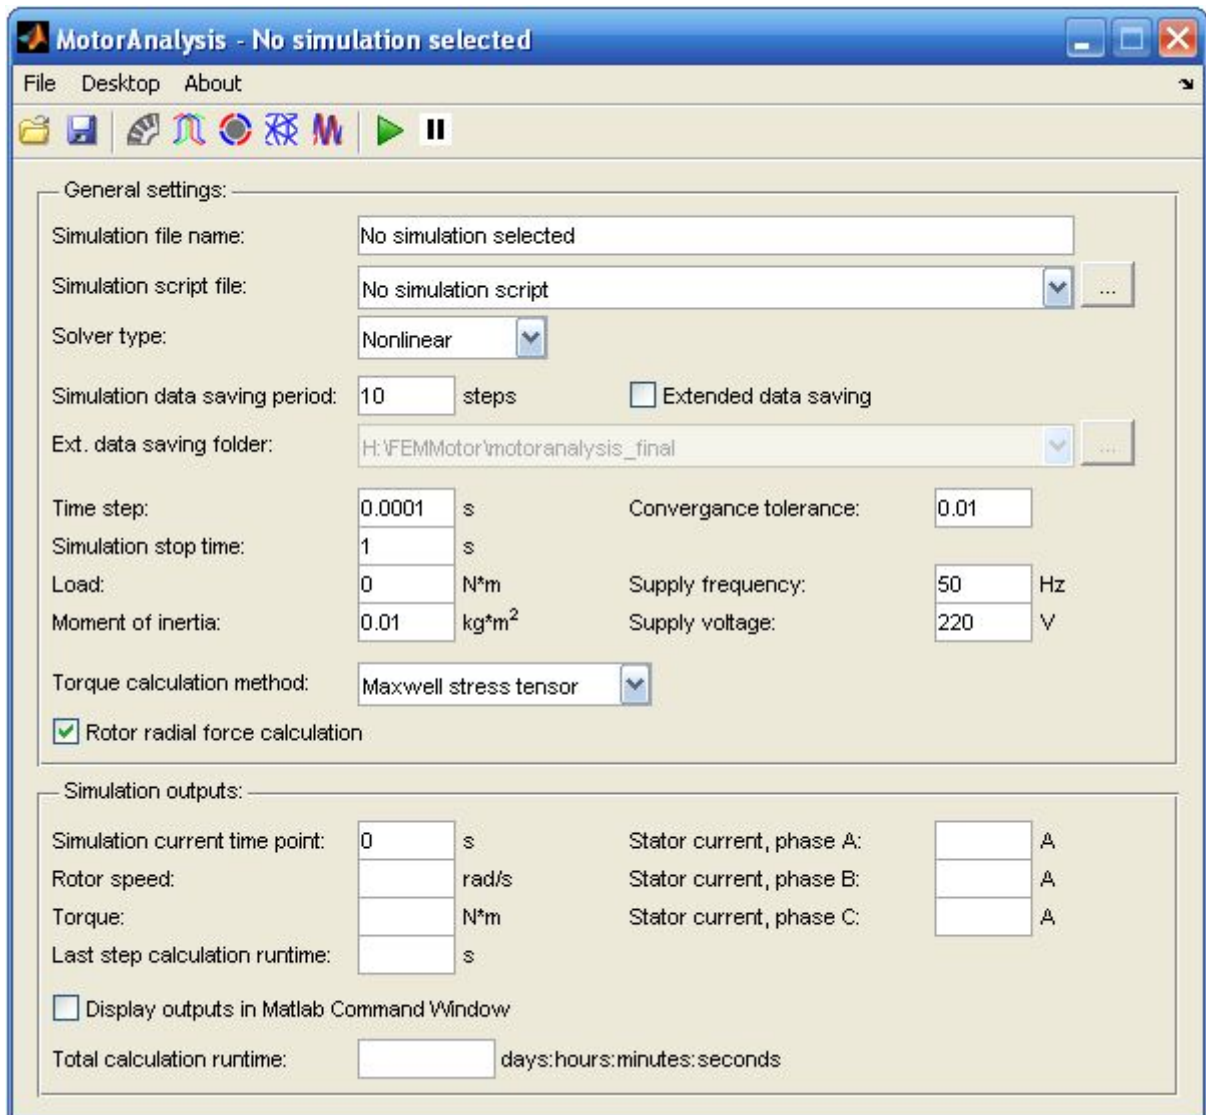 MotorAnalysis - No simulation selected
File Desktop About
General settings:
Simulation file name: No simulation selected
Simulation script file: No simulation script ...
Solver type: Nonlinear
Simulation data saving period: 10 steps Extended data saving
Ext. data saving folder: H:\FEMMotor\motoranalysis_final ...
Time step: 0.0001 s Convergance tolerance: 0.01
Simulation stop time: 1 s
Load: 0 N*m Supply frequency: 50 Hz
Moment of inertia: 0.01 kg*m² Supply voltage: 220 V
Torque calculation method: Maxwell stress tensor
Rotor radial force calculation
Simulation outputs:
Simulation current time point: 0 s Stator current, phase A: A
Rotor speed: rad/s Stator current, phase B: A
Torque: N*m Stator current, phase C: A
Last step calculation runtime: s
Display outputs in Matlab Command Window
Total calculation runtime: days:hours:minutes:seconds